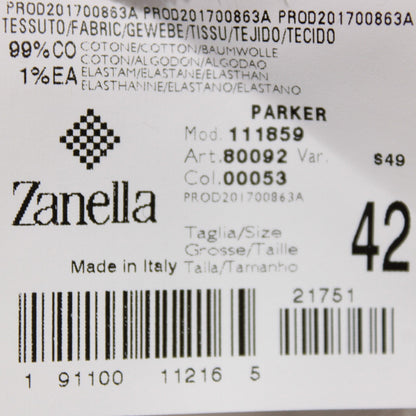 PROD201700863A PROD201700863A PROD201700863A
TESSUTO/FABRIC/GEWEBE/TISSU/TEJIDO/TECIDO
99%CO COTONE/COTTON/BAUMWOLLE
COTON/ALGODON/ALGODAO
1%EA ELASTAM/ELASTANE/ELASTHAN
ELASTHANNE/ELASTANO/ELASTANO
PARKER
Mod. 111859
Art. 80092 Var. S49
Col. 00053
PROD201700863A
Zanella
Taglia/Size
Grosse/Taille
Talla/Tamanho
42
Made in Italy
21751
1 91100 11216 5